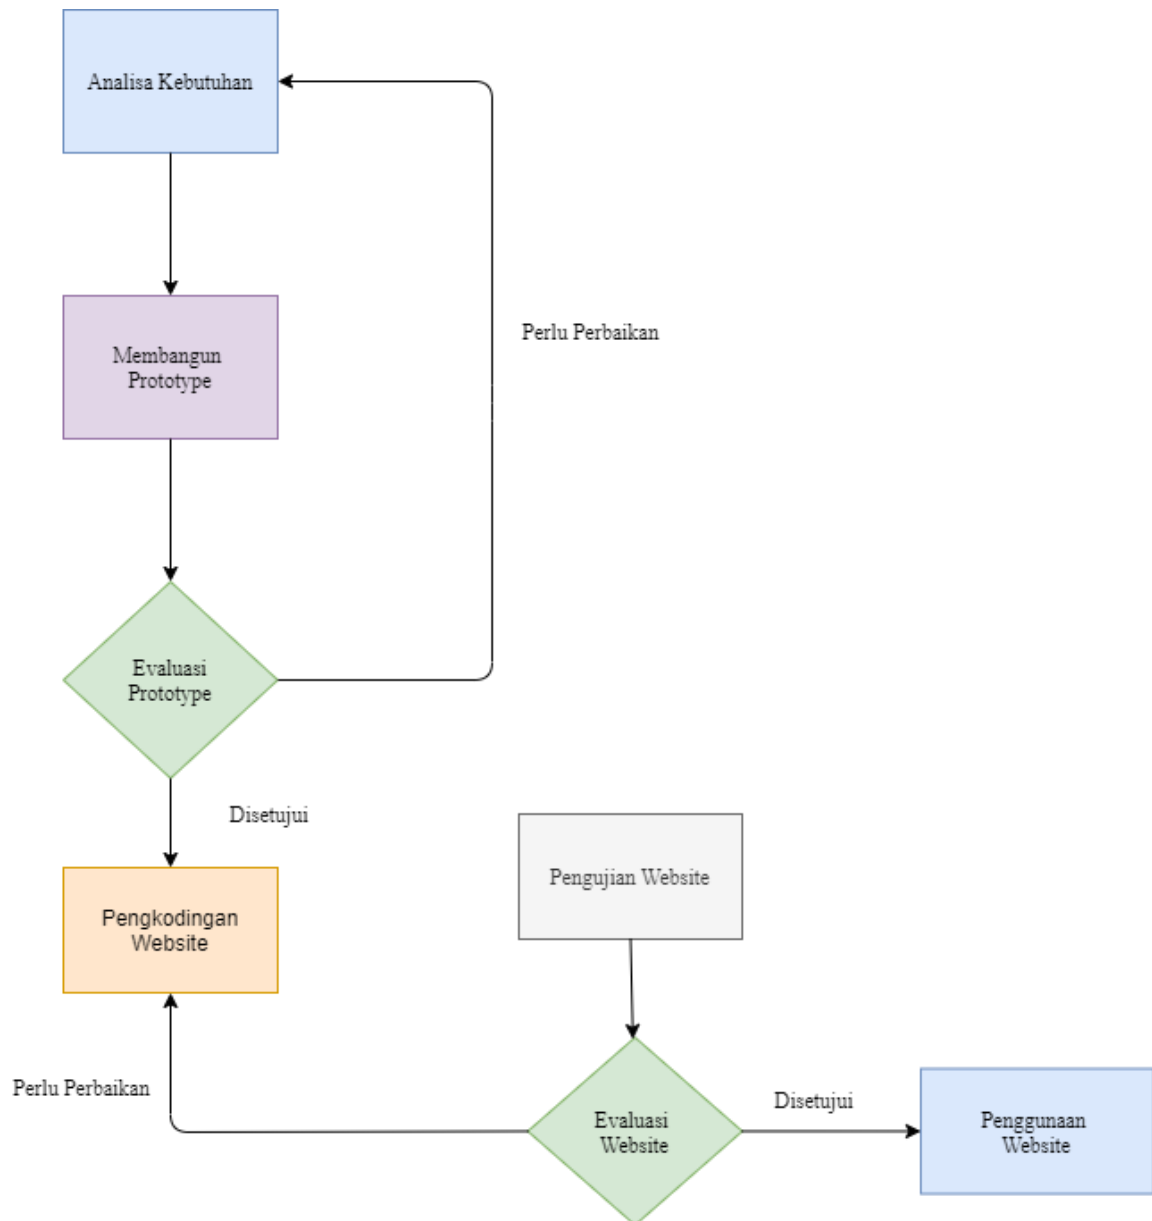 Analisa Kebutuhan
Perlu Perbaikan
Membangun
Prototype
Evaluasi
Prototype
Disetujui
Pengujian Website
Pengkodingan
Website
Perlu Perbaikan
Evaluasi
Website
Disetujui
Penggunaan
Website